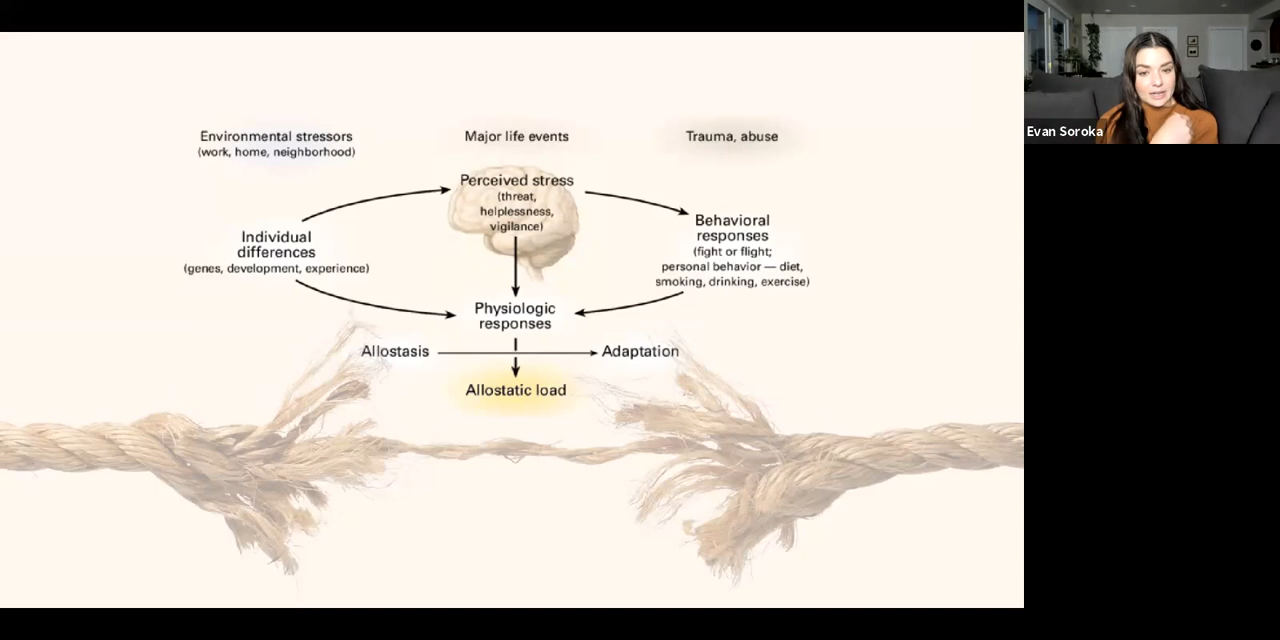 Environmental stressors
(work, home, neighborhood)
Major life events
Trauma, abuse
Perceived stress
(threat,
helplessness,
vigilance)
Individual
differences
(genes, development, experience)
Behavioral
responses
(fight or flight;
personal behavior — diet,
smoking, drinking, exercise)
Physiologic
responses
Allostasis
Adaptation
Allostatic load
Evan Soroka